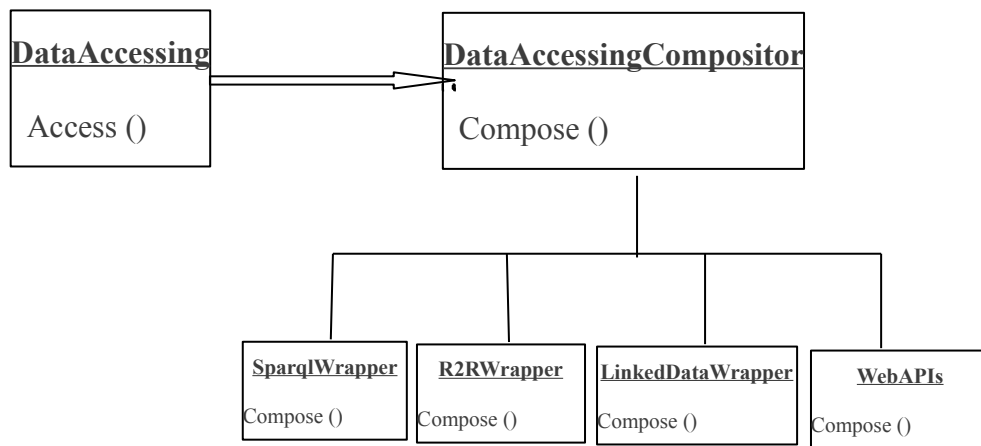 DataAccessing
DataAccessingCompositor
Access ()
Compose ()
SparqlWrapper
R2RWrapper
LinkedDataWrapper
WebAPIs
Compose ()
Compose ()
Compose ()
Compose ()